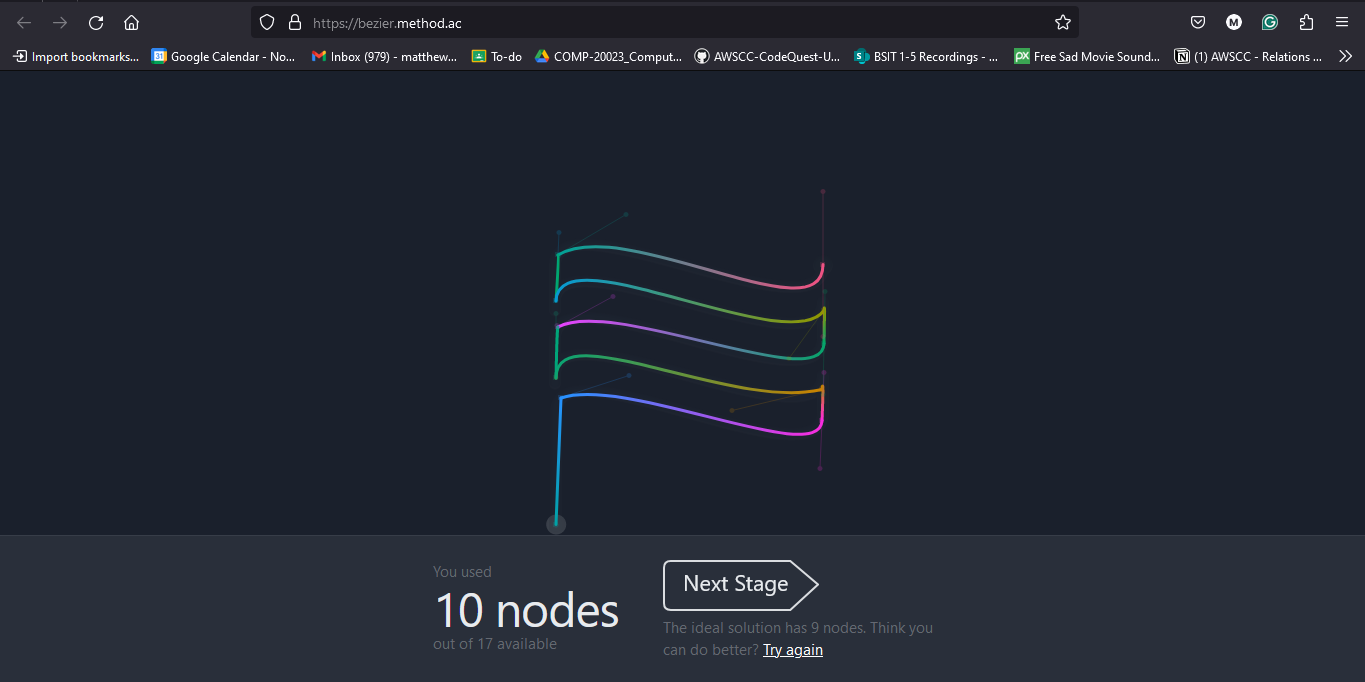 https://bezier.method.ac
M
G
Import bookmarks...
31 Google Calendar - No...
Inbox (979) - matthew...
To-do
COMP-20023_Comput...
AWSCC-CodeQuest-U...
S BSIT 1-5 Recordings - ...
px Free Sad Movie Sound...
N (1) AWSCC - Relations ...
You used
10 nodes
out of 17 available
Next Stage
The ideal solution has 9 nodes. Think you
can do better? Try again